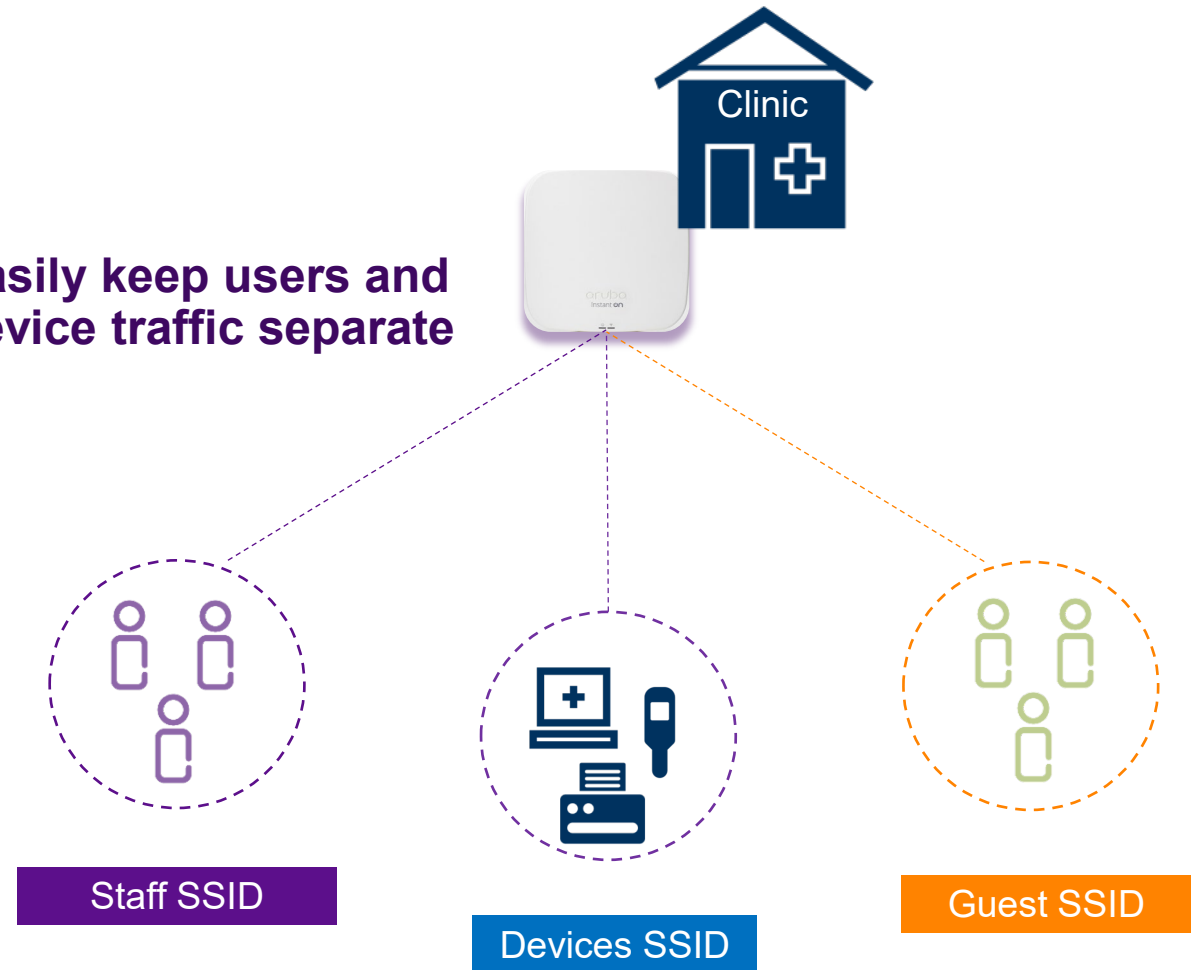 Clinic
aruba
instant on
asily keep users and
evice traffic separate
Staff SSID
Devices SSID
Guest SSID